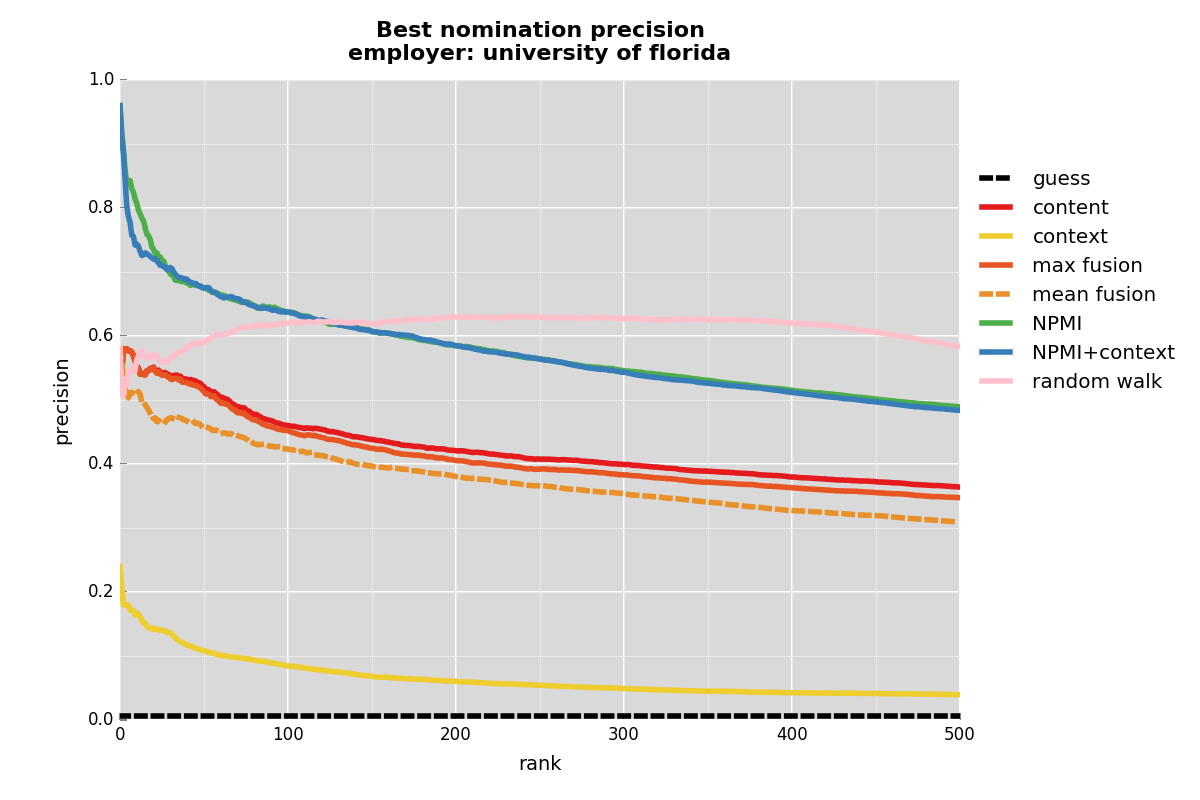 Best nomination precision
employer: university of florida
precision
1.0
0.8
0.6
0.4
0.2
0.0
0 100 200 300 400 500
rank
guess
content
context
max fusion
mean fusion
NPMI
NPMI+context
random walk